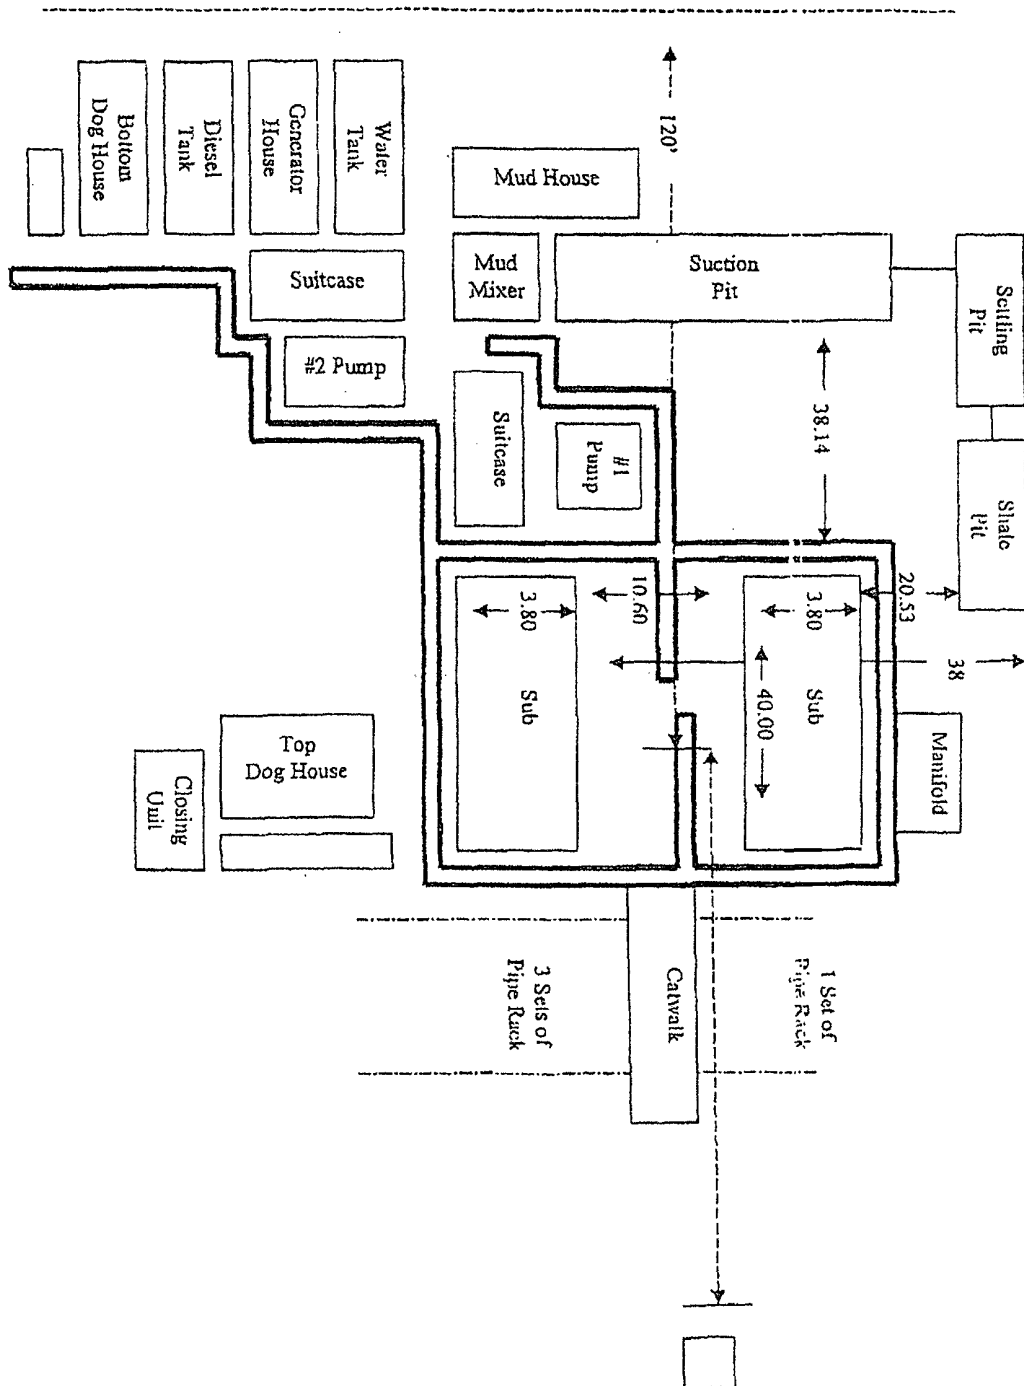 120'
Water
Tank
Generator
House
Diesel
Tank
Bottom
Dog House
Mud House
Mud
Mixer
Suction
Pit
Settling
Pit
Suitcase
#2 Pump
Suitcase
#1
Pump
38.14
Shale
Pit
20.53
10.60
3.80
3.80
38
40.00
Sub
Sub
Manifold
Top
Dog House
Closing
Unit
Catwalk
1 Set of
Pipe Rack
3 Sets of
Pipe Rack